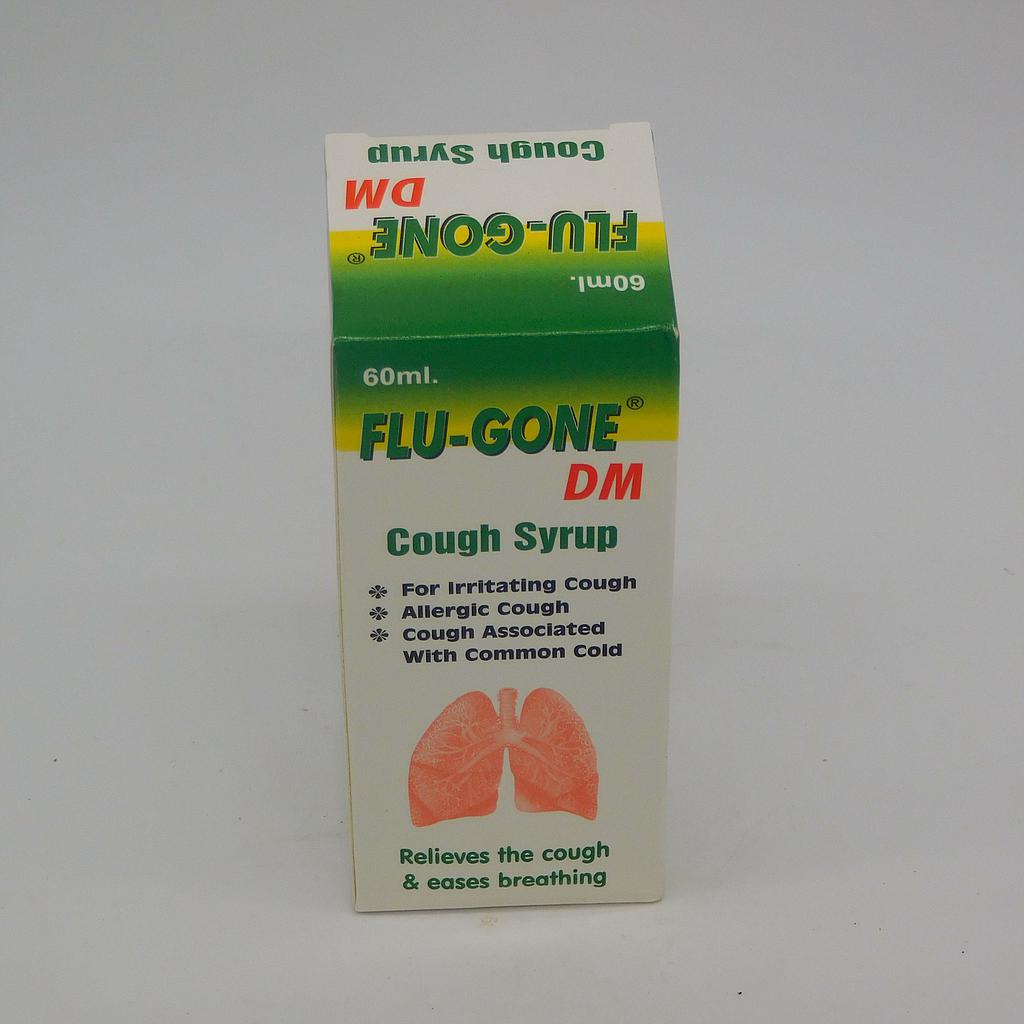 Cough Syrup
DM
FLU-GONE®
60ml.
60ml.
FLU-GONE®
DM
Cough Syrup
For Irritating Cough
Allergic Cough
Cough Associated
With Common Cold
Relieves the cough
& eases breathing